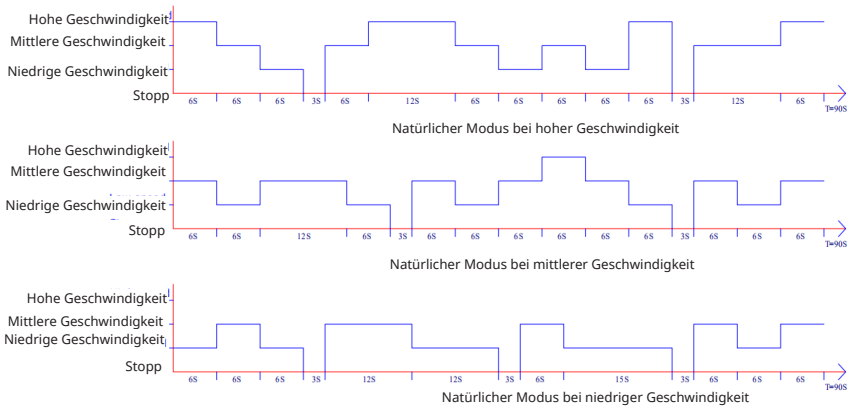 Hohe Geschwindigkeit
Mittlere Geschwindigkeit
Niedrige Geschwindigkeit
Stopp
6S 6S 6S 3S 6S 12S 6S 6S 6S 6S 6S 3S 12S 6S T=90S
Natürlicher Modus bei hoher Geschwindigkeit
Hohe Geschwindigkeit
Mittlere Geschwindigkeit
Niedrige Geschwindigkeit
Stopp
6S 6S 12S 6S 3S 6S 6S 6S 6S 6S 6S 3S 6S 6S 6S T=90S
Natürlicher Modus bei mittlerer Geschwindigkeit
Hohe Geschwindigkeit
Mittlere Geschwindigkeit
Niedrige Geschwindigkeit
Stopp
6S 6S 6S 3S 12S 12S 3S 6S 15S 3S 6S 6S 6S T=90S
Natürlicher Modus bei niedriger Geschwindigkeit